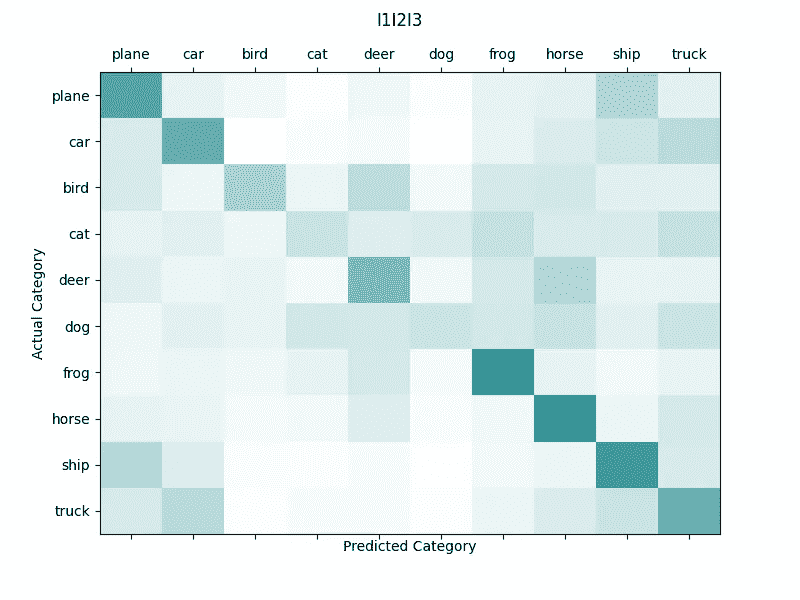 l1l2l3
plane car bird cat deer dog frog horse ship truck
plane
car
bird
cat
deer
dog
frog
horse
ship
truck
Actual Category
Predicted Category